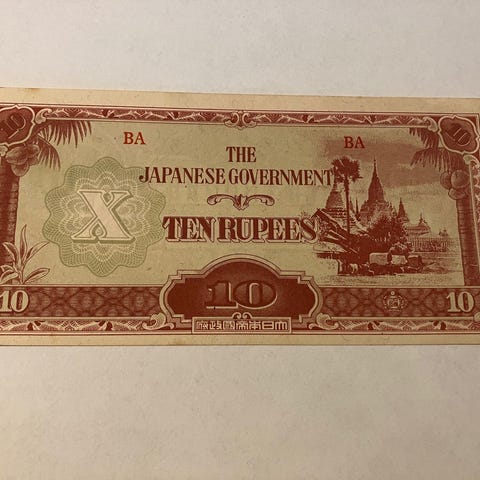 10 10
BA BA
THE
JAPANESE GOVERNMENT
X
TEN RUPEES
10 10 10
大日本帝國政府